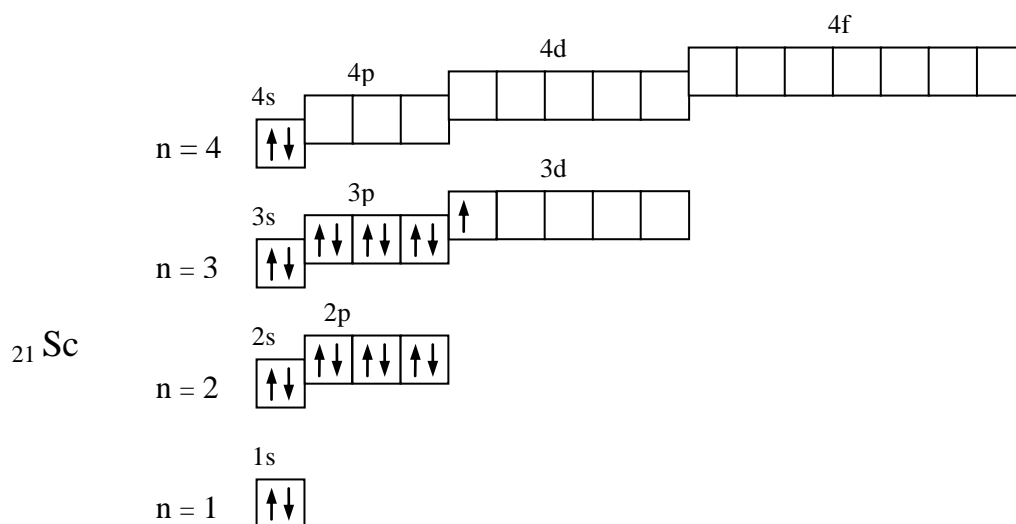 4f
4d
4p
4s
n = 4
3d
3p
3s
n = 3
2p
2s
21 Sc
n = 2
1s
n = 1